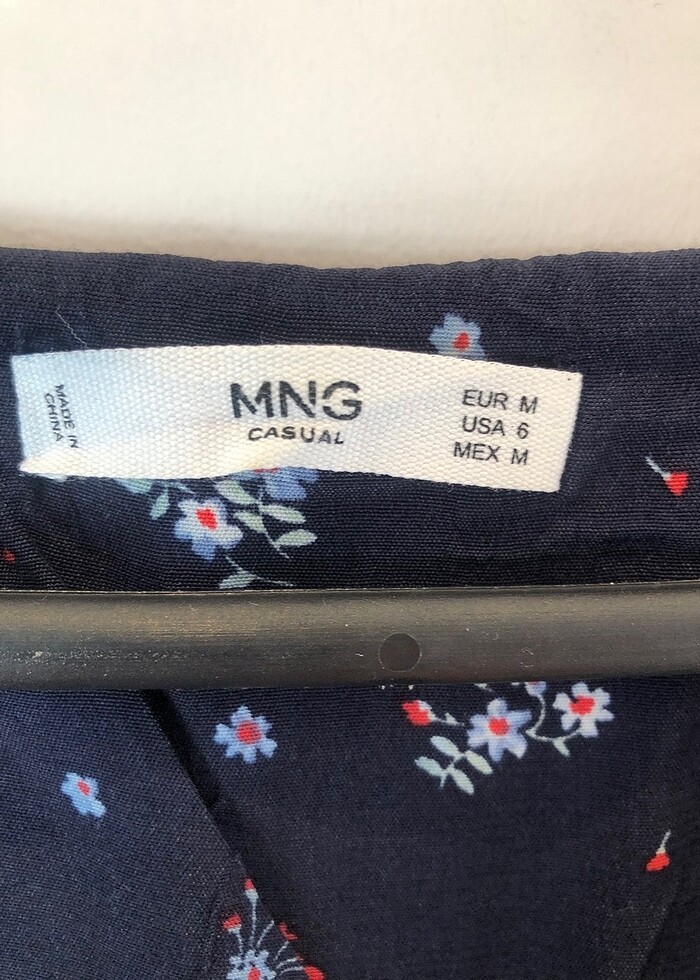 MADE IN
CHINA
MNG
CASUAL
EUR M
USA 6
MEX M